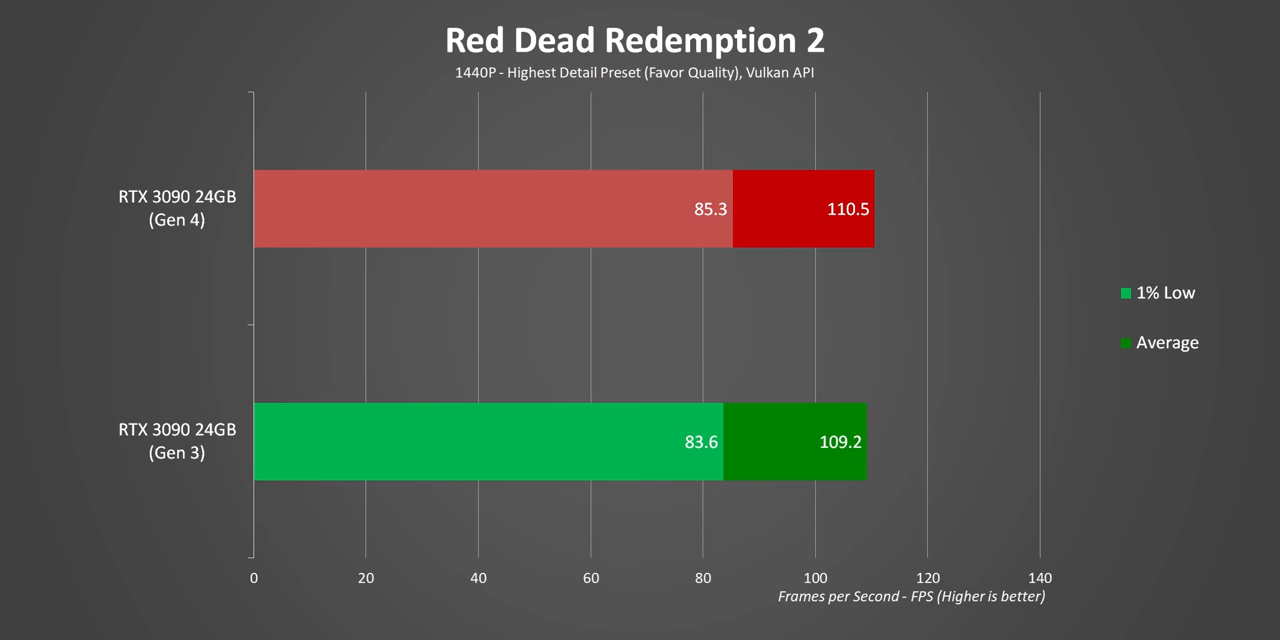 Red Dead Redemption 2
1440P - Highest Detail Preset (Favor Quality), Vulkan API
RTX 3090 24GB
(Gen 4)
85.3
110.5
1% Low
Average
RTX 3090 24GB
(Gen 3)
83.6
109.2
0
20
40
60
80
100
120
140
Frames per Second - FPS (Higher is better)